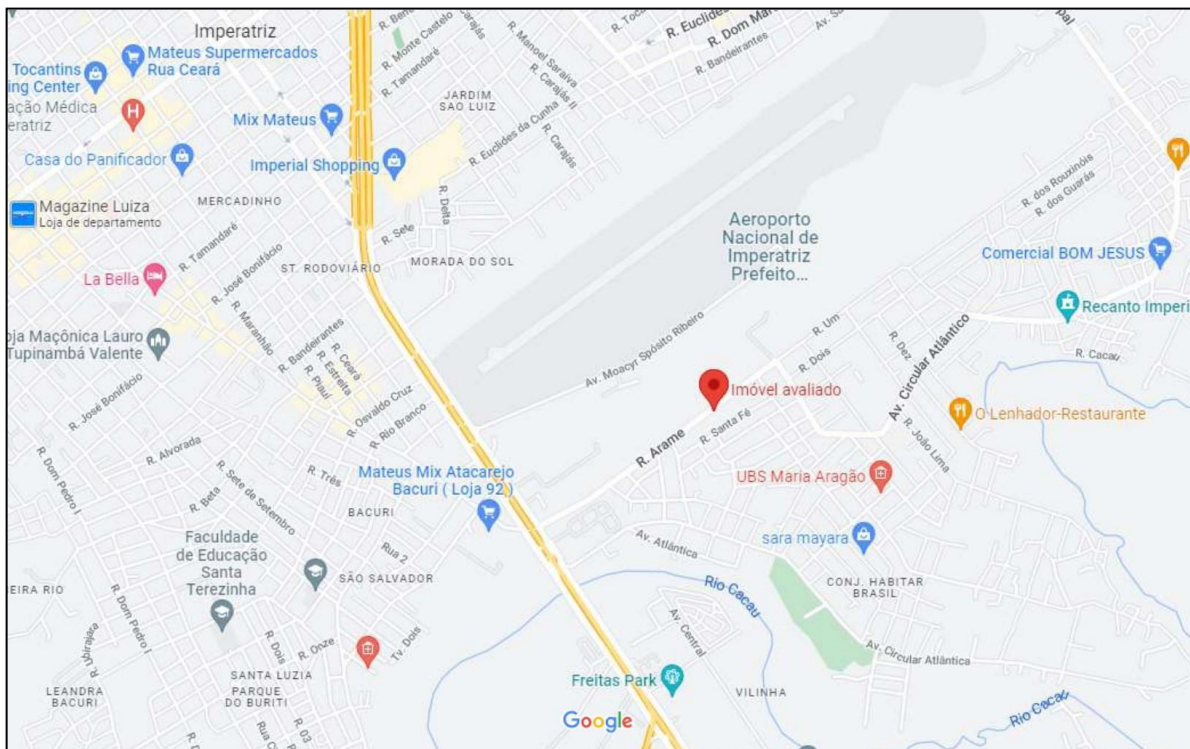 Imperatriz
Mateus Supermercados
Rua Ceará
Tocantins
ing Center
ação Médica
eratriz
Casa do Panificador
Mix Mateus
Imperial Shopping
Magazine Luiza
Loja de departamento
MERCADINHO
La Bella
oja Maçônica Lauro
Tupinambá Valente
R. Monte Castelo
R. Tamandaré
R. Carajás
R. Manoel Saraiva
R. Carajás II
R. Carajás
JARDIM
SAO LUIZ
R. Euclides da Cunha
R. Euclides
R. Dom Mar
R. Bandeirantes
R. Delta
R. Sete
MORADA DO SOL
ST. RODOVIÁRIO
R. Tamandaré
R. José Bonifácio
R. Maranhão
R. Bandeirantes
R. Ceará
R. Estreita
R. Piauí
R. Osvaldo Cruz
R. Rio Branco
R. José Bonifácio
R. Alvorada
R. Dom Pedro I
R. Beta
R. Sete de Setembro
R. Três
BACURI
Rua 2
Mateus Mix Atacarejo
Bacuri ( Loja 92 )
Faculdade
de Educação
Santa
Terezinha
SÃO SALVADOR
EIRA RIO
R. Ubirajara
R. Dom Pedro I
R. Dois
R. Onze
Tv. Dois
SANTA LUZIA
PARQUE
DO BURITI
LEANDRA
BACURI
R. 03
Aeroporto
Nacional de
Imperatriz
Prefeito...
Av. Moacyr Spósito Ribeiro
Imóvel avaliado
R. Arame
R. Santa Fé
R. Um
R. Dois
R. Dez
Av. Circular Atlântico
R. dos Rouxinóis
R. dos Guarás
Comercial BOM JESUS
Recanto Imperi
R. Cacau
O Lenhador-Restaurante
R. João Lima
UBS Maria Aragão
sara mayara
Av. Atlântica
CONJ. HABITAR
BRASIL
Rio Cacau
Av. Central
Av. Circular Atlântica
Freitas Park
VILINHA
Rio Cacau
Google